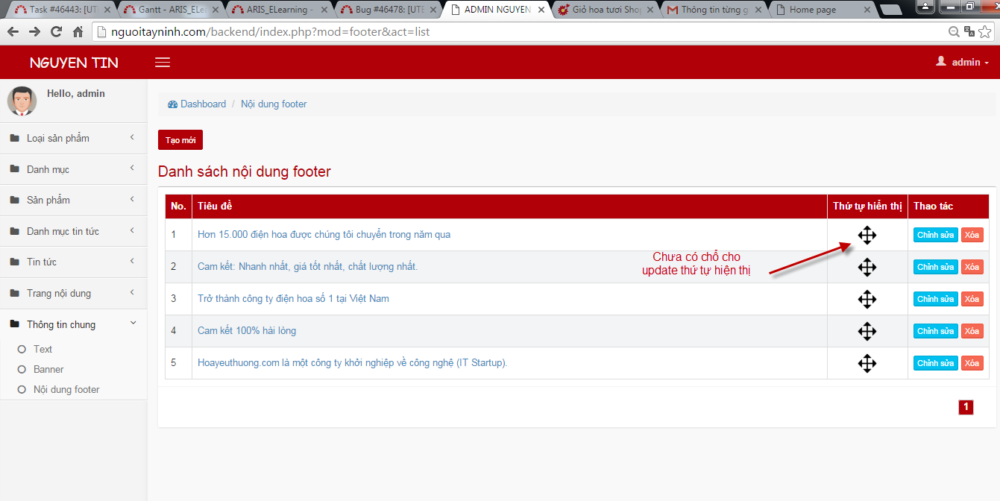 Task #46443: [UT
Gantt - ARIS_ELea
ARIS_ELearning -
Bug #46478: [UTE
ADMIN NGUYEN
Giỏ hoa tươi Sho
Thông tin từng g
Home page
nguoitayninh.com/backend/index.php?mod=footer&act=list
NGUYEN TIN
admin
Hello, admin
Dashboard / Nội dung footer
Loại sản phẩm
Danh mục
Sản phẩm
Danh mục tin tức
Tin tức
Trang nội dung
Thông tin chung
Text
Banner
Nội dung footer
Tạo mới
Danh sách nội dung footer
No. Tiêu đề Thứ tự hiển thị Thao tác
1 Hơn 15.000 điện hoa được chúng tôi chuyển trong năm qua Chỉnh sửa Xóa
2 Cam kết: Nhanh nhất, giá tốt nhất, chất lượng nhất. Chỉnh sửa Xóa
3 Trở thành công ty điện hoa số 1 tại Việt Nam Chỉnh sửa Xóa
4 Cam kết 100% hài lòng Chỉnh sửa Xóa
5 Hoayeuthuong.com là một công ty khởi nghiệp về công nghệ (IT Startup). Chỉnh sửa Xóa
Chưa có chỗ cho
update thứ tự hiện thị
1